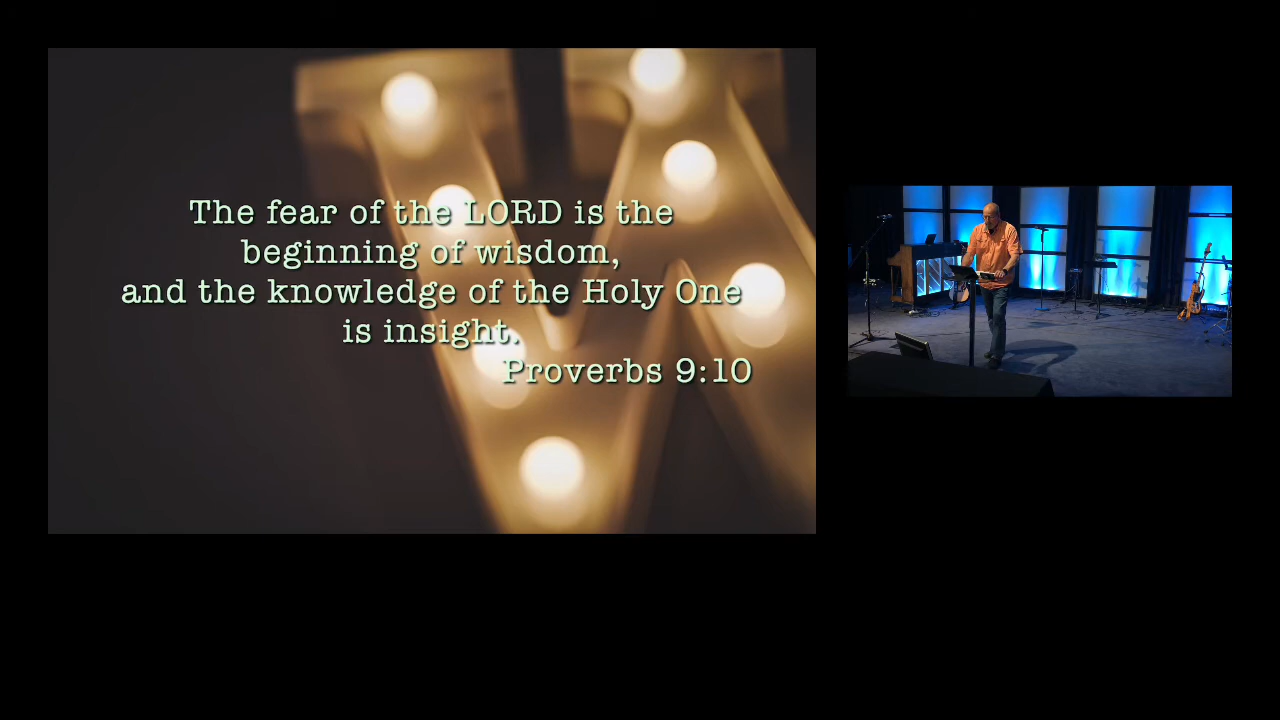 The fear of the LORD is the
beginning of wisdom,
and the knowledge of the Holy One
is insight.
Proverbs 9:10